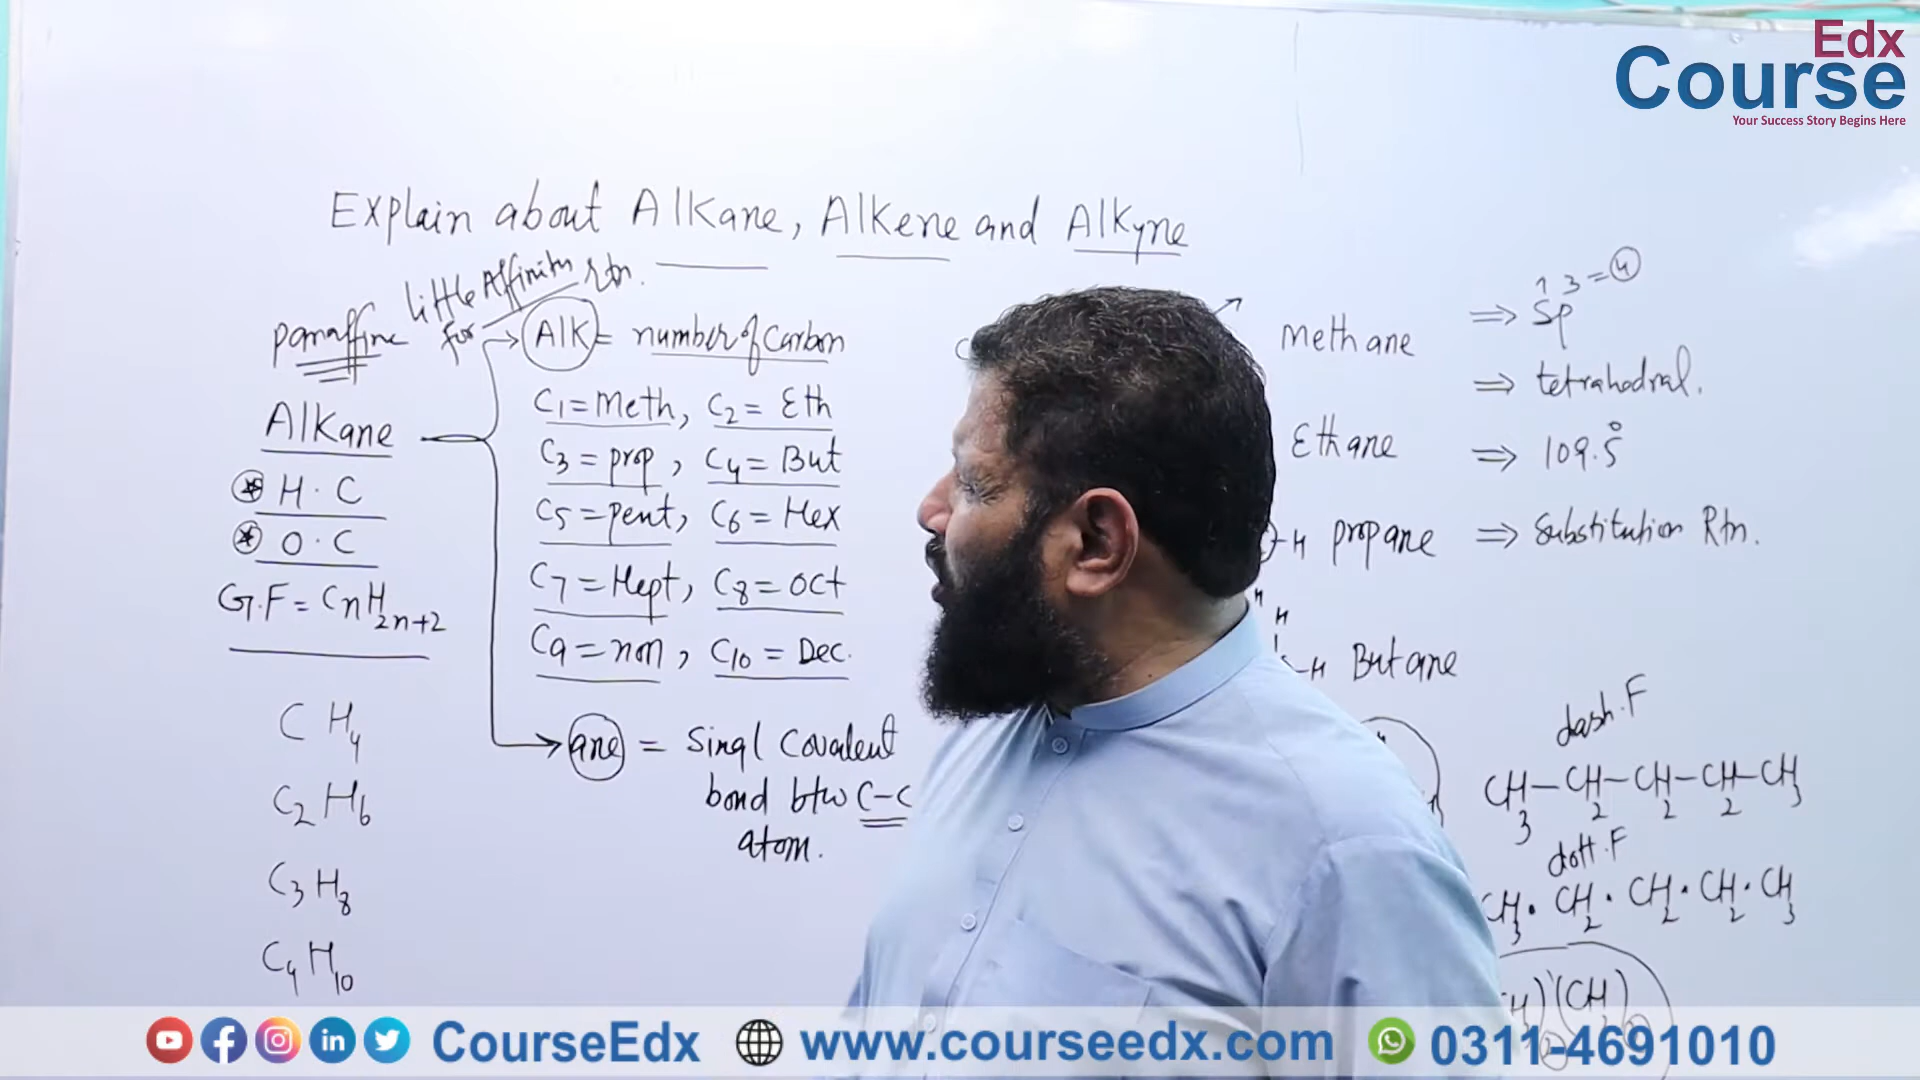 Edx
Course
Your Success Story Begins Here
Explain about Alkane, Alkene and Alkyne
paraffine little Affinity for Rtn.
Alkane
H.C
O.C
G.F = CnH2n+2
CH4
C2H6
C3H8
C4H10
Alk = number of Carbon
C1 = Meth, C2 = Eth
C3 = prop, C4 = But
C5 = pent, C6 = Hex
C7 = Hept, C8 = Oct
C9 = non, C10 = Dec.
ane = Singl Covalent
bond btw C-C
atom.
Methane
Ethane
-H propane
H
H
-H Butane
⇒ Sp 1 3 = 4
⇒ tetrahedral.
⇒ 109.5°
⇒ Substitution Rtn.
dash.F
CH3-CH2-CH2-CH2-CH3
dott.F
CH3.CH2.CH2.CH2.CH3
CourseEdx www.courseedx.com 0311-4691010